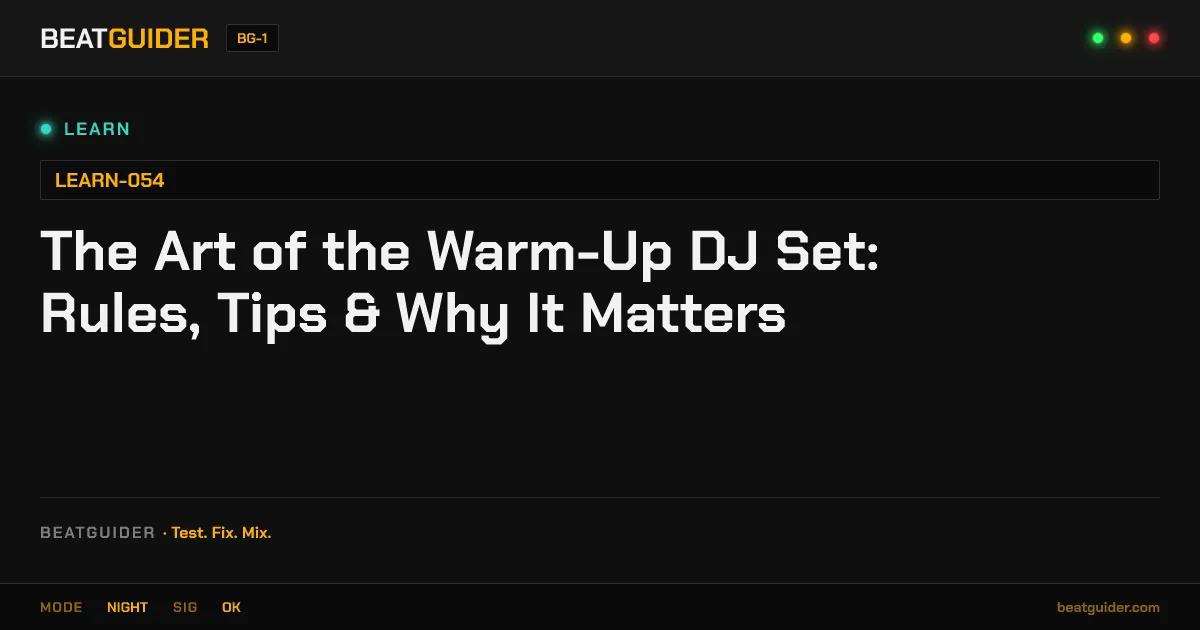 BEATGUIDER BG-1
LEARN
LEARN-054
The Art of the Warm-Up DJ Set:
Rules, Tips & Why It Matters
BEATGUIDER · Test. Fix. Mix.
MODE NIGHT SIG OK beatguider.com